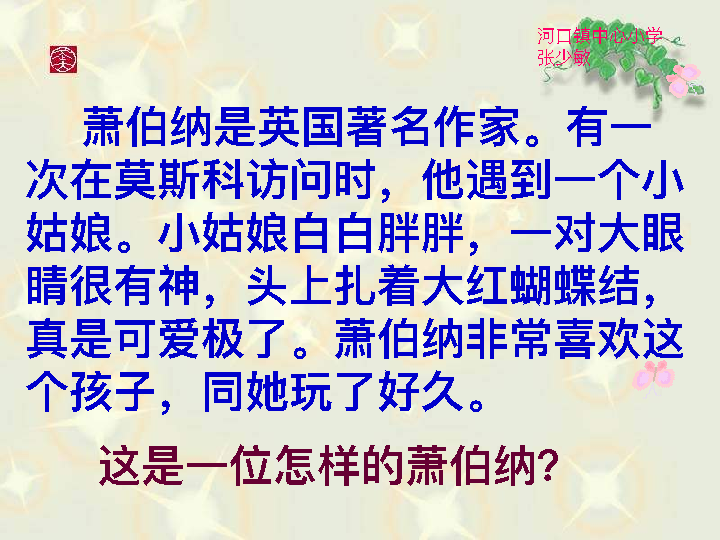 河口镇中心小学
张少敏
萧伯纳是英国著名作家。有一
次在莫斯科访问时，他遇到一个小
姑娘。小姑娘白白胖胖，一对大眼
睛很有神，头上扎着大红蝴蝶结，
真是可爱极了。萧伯纳非常喜欢这
个孩子，同她玩了好久。
这是一位怎样的萧伯纳？